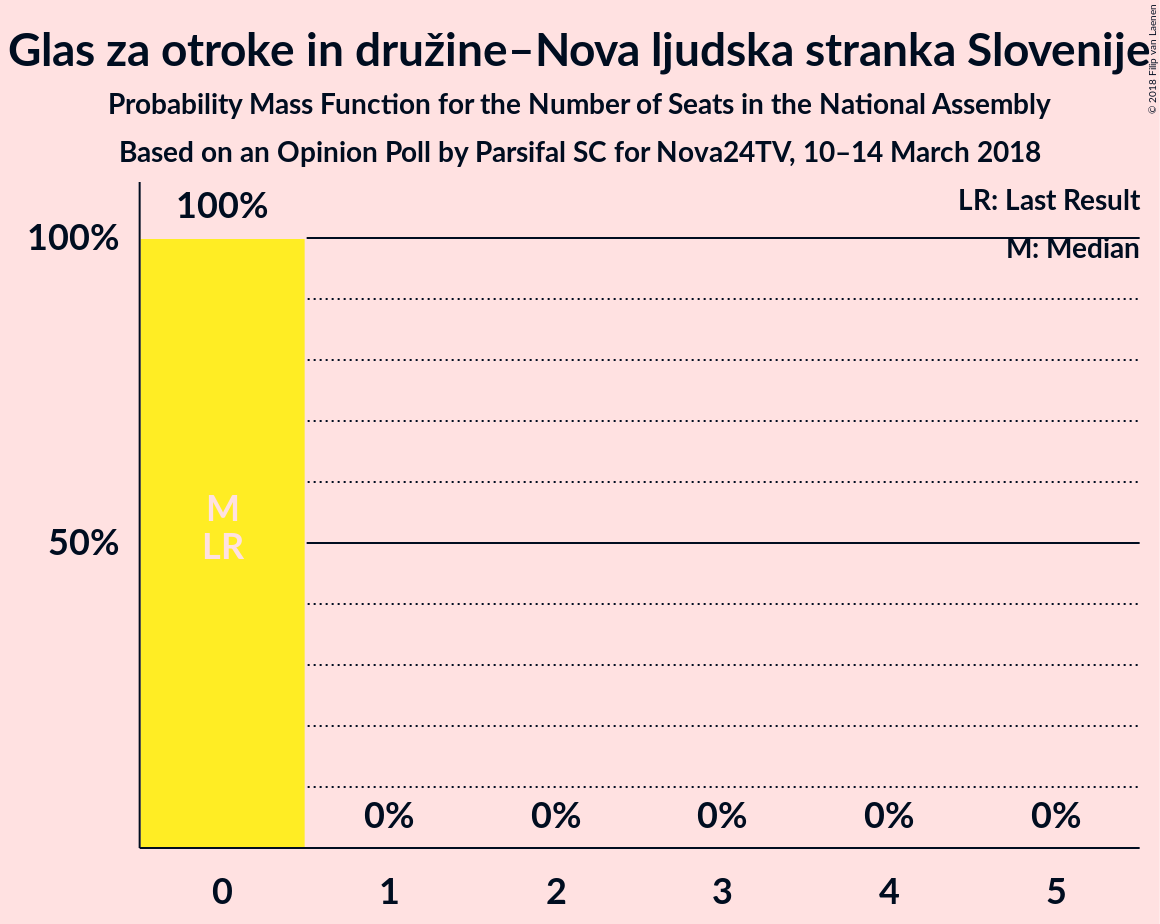 Glas za otroke in družine–Nova ljudska stranka Slovenije
Probability Mass Function for the Number of Seats in the National Assembly
Based on an Opinion Poll by Parsifal SC for Nova24TV, 10–14 March 2018
© 2018 Filip van Laenen
LR: Last Result
M: Median
100%
100%
50%
M
LR
0% 0% 0% 0% 0%
0 1 2 3 4 5